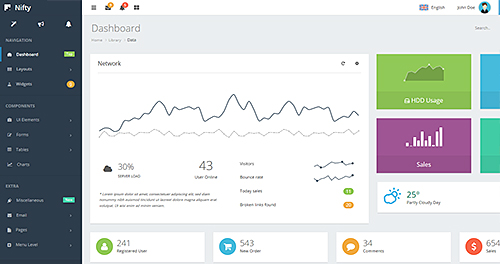 Nifty
English
John Doe
NAVIGATION
Dashboard
Layouts
Widgets
COMPONENTS
UI Elements
Forms
Tables
Charts
EXTRA
Miscellaneous
Email
Pages
Menu Level
Dashboard
Search..
Home Library Data
Network
30%
SERVER LOAD
43
User Online
* Lorem ipsum dolor sit amet, consectetuer adipiscing elit, sed diam
nonummy nibh euismod tincidunt ut laoreet dolore magna aliquam erat
volutpat. Ut wisi enim ad minim veniam.
Visitors
Bounce rate
Today sales
Broken links found
HDD Usage
Sales
25°
Partly Cloudy Day
241
Registered User
543
New Order
34
Comments
654
Sales